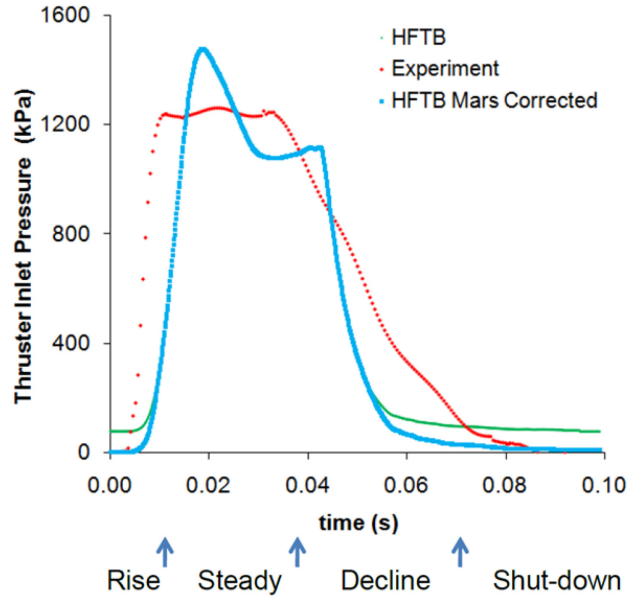 1600
1200
800
400
0
Thruster Inlet Pressure (kPa)
HFTB
Experiment
HFTB Mars Corrected
0.00 0.02 0.04 0.06 0.08 0.10
time (s)
Rise Steady Decline Shut-down